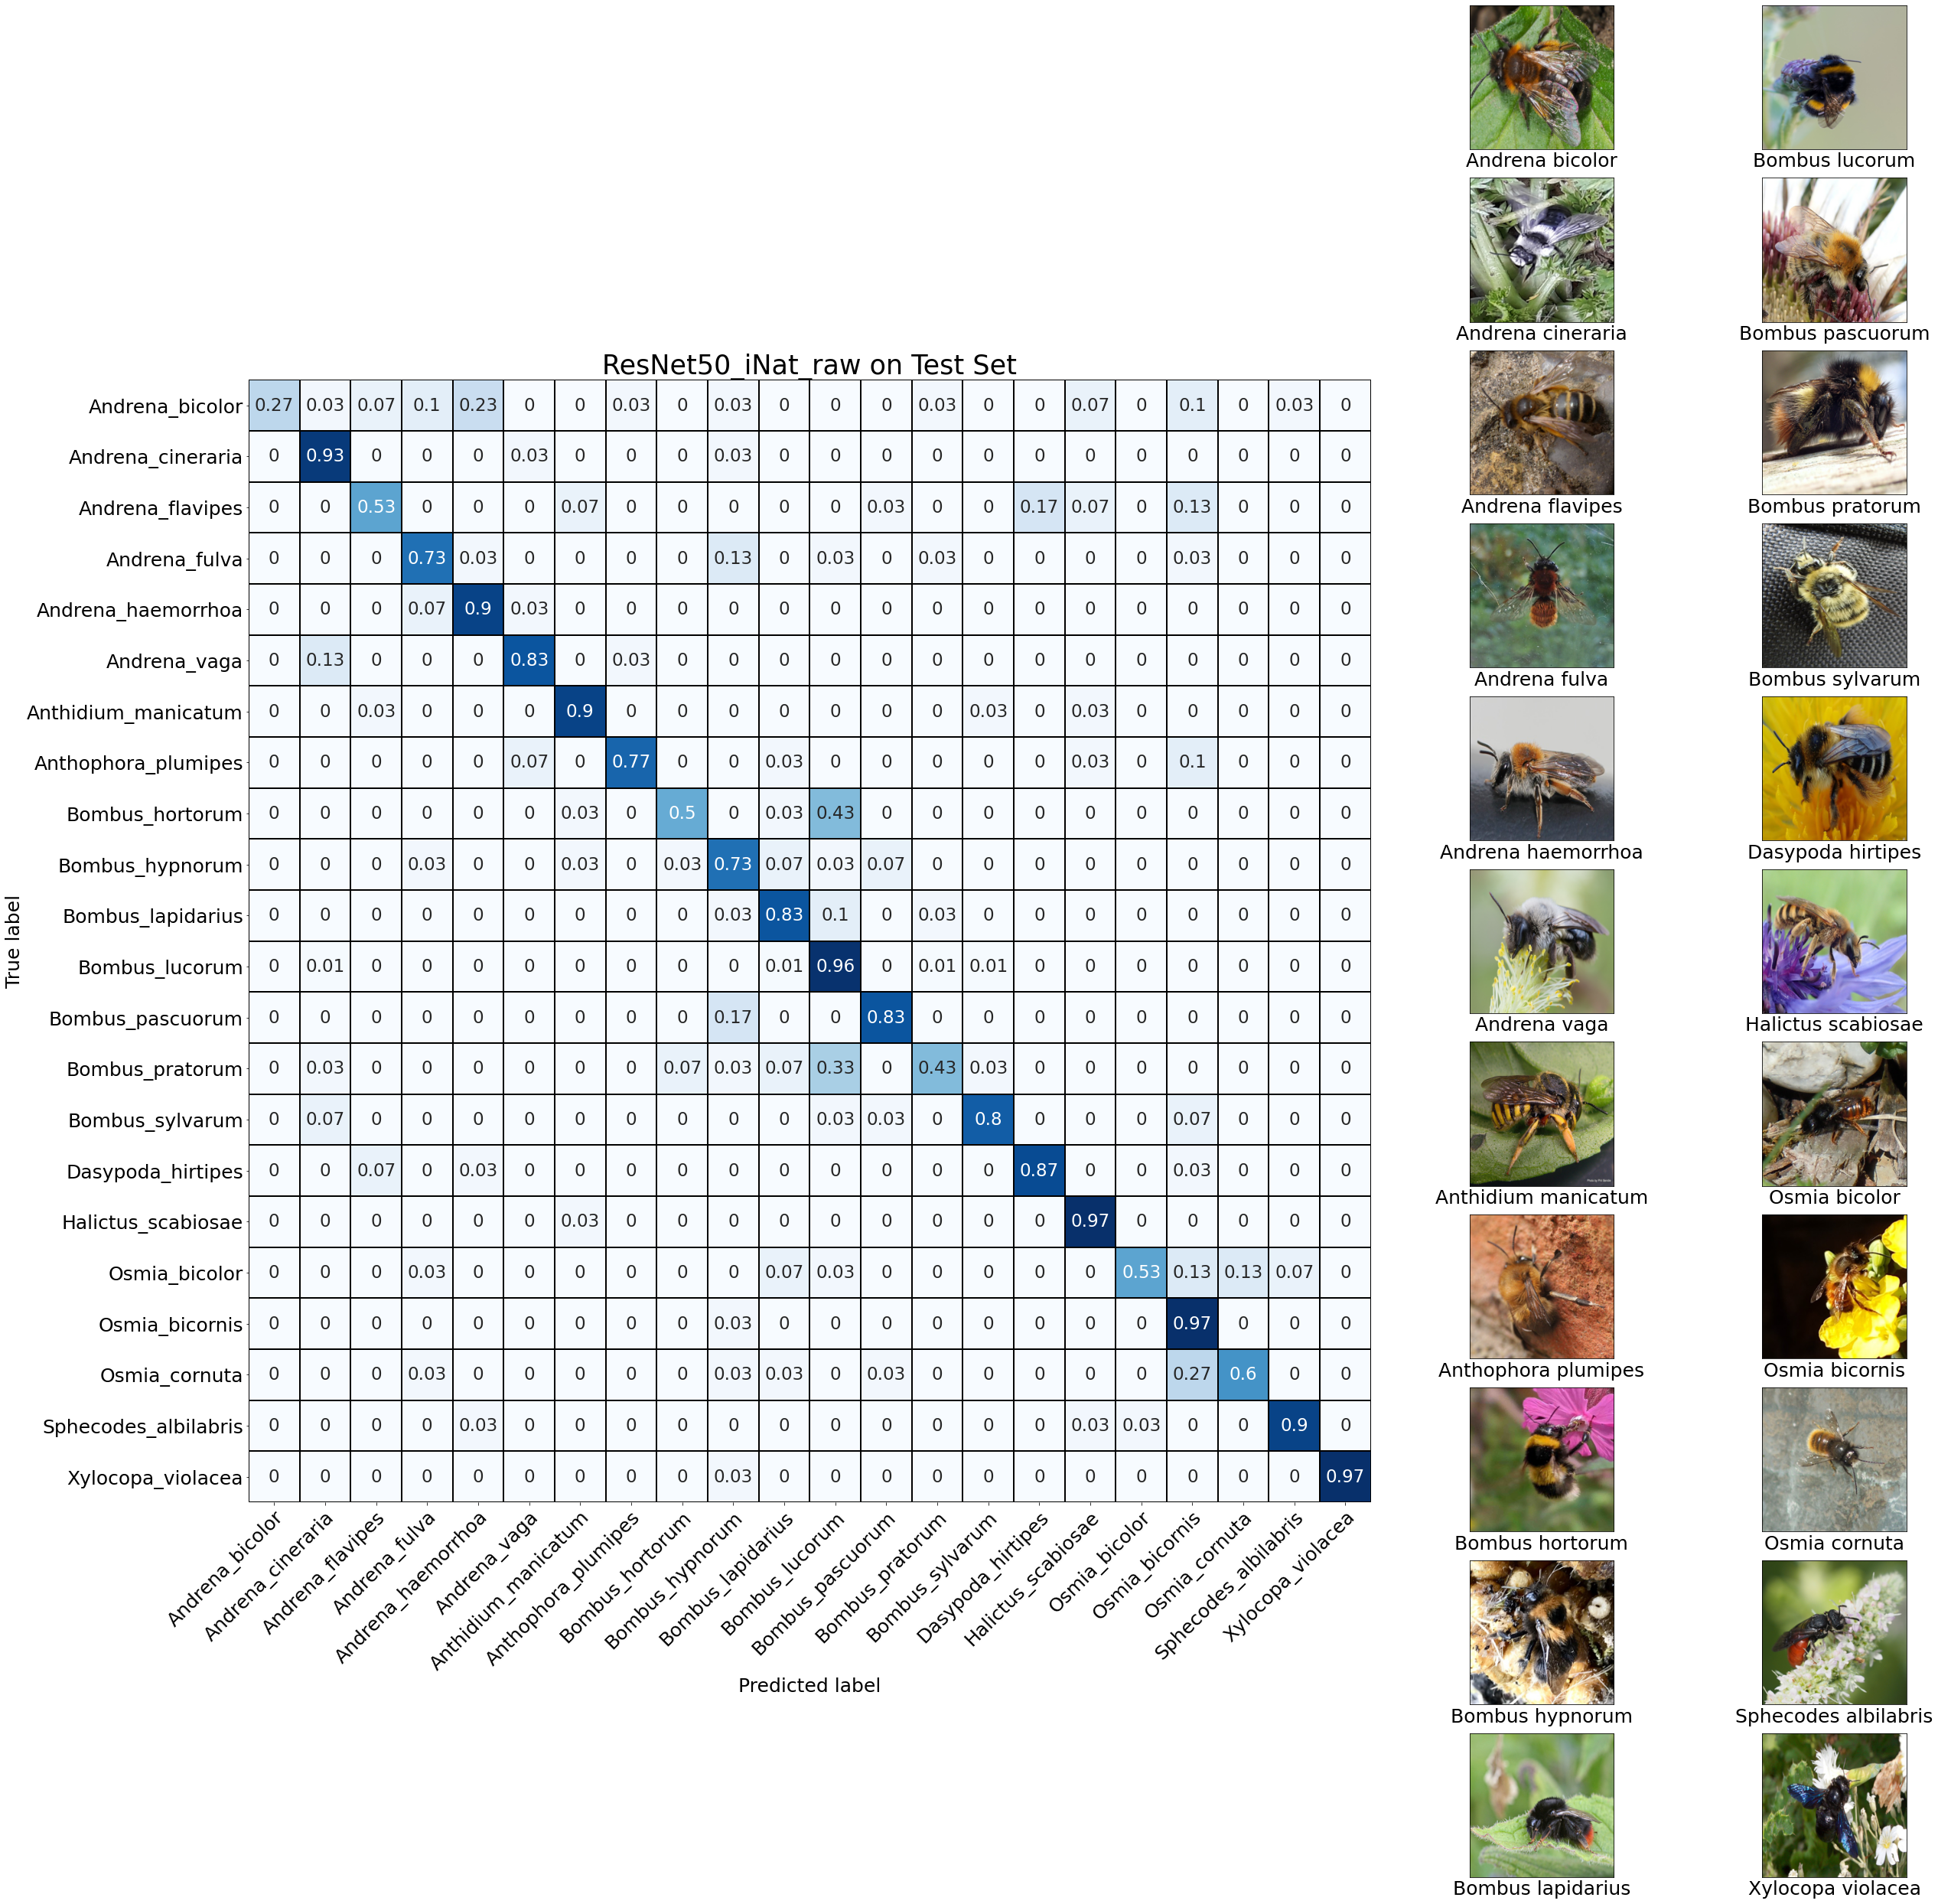 ResNet50_iNat_raw on Test Set
True label
Andrena_bicolor 0.27 0.03 0.07 0.1 0.23 0 0 0.03 0 0.03 0 0 0 0.03 0 0 0.07 0 0.1 0 0.03 0
Andrena_cineraria 0 0.93 0 0 0 0.03 0 0 0 0.03 0 0 0 0 0 0 0 0 0 0 0 0
Andrena_flavipes 0 0 0.53 0 0 0 0.07 0 0 0 0 0 0.03 0 0 0.17 0.07 0 0.13 0 0 0
Andrena_fulva 0 0 0 0.73 0.03 0 0 0 0 0.13 0 0.03 0 0.03 0 0 0 0 0.03 0 0 0
Andrena_haemorrhoa 0 0 0 0.07 0.9 0.03 0 0 0 0 0 0 0 0 0 0 0 0 0 0 0 0
Andrena_vaga 0 0.13 0 0 0 0.83 0 0.03 0 0 0 0 0 0 0 0 0 0 0 0 0 0
Anthidium_manicatum 0 0 0.03 0 0 0 0.9 0 0 0 0 0 0 0 0.03 0 0.03 0 0 0 0 0
Anthophora_plumipes 0 0 0 0 0 0.07 0 0.77 0 0 0.03 0 0 0 0 0 0.03 0 0.1 0 0 0
Bombus_hortorum 0 0 0 0 0 0 0.03 0 0.5 0 0.03 0.43 0 0 0 0 0 0 0 0 0 0
Bombus_hypnorum 0 0 0 0.03 0 0 0.03 0 0.03 0.73 0.07 0.03 0.07 0 0 0 0 0 0 0 0 0
Bombus_lapidarius 0 0 0 0 0 0 0 0 0 0.03 0.83 0.1 0 0.03 0 0 0 0 0 0 0 0
Bombus_lucorum 0 0.01 0 0 0 0 0 0 0 0 0.01 0.96 0 0.01 0.01 0 0 0 0 0 0 0
Bombus_pascuorum 0 0 0 0 0 0 0 0 0 0.17 0 0 0.83 0 0 0 0 0 0 0 0 0
Bombus_pratorum 0 0.03 0 0 0 0 0 0 0.07 0.03 0.07 0.33 0 0.43 0.03 0 0 0 0 0 0 0
Bombus_sylvarum 0 0.07 0 0 0 0 0 0 0 0 0 0.03 0.03 0 0.8 0 0 0 0.07 0 0 0
Dasypoda_hirtipes 0 0 0.07 0 0.03 0 0 0 0 0 0 0 0 0 0 0.87 0 0 0.03 0 0 0
Halictus_scabiosae 0 0 0 0 0 0 0.03 0 0 0 0 0 0 0 0 0 0.97 0 0 0 0 0
Osmia_bicolor 0 0 0 0.03 0 0 0 0 0 0 0.07 0.03 0 0 0 0 0 0.53 0.13 0.13 0.07 0
Osmia_bicornis 0 0 0 0 0 0 0 0 0 0.03 0 0 0 0 0 0 0 0 0.97 0 0 0
Osmia_cornuta 0 0 0 0.03 0 0 0 0 0 0.03 0.03 0 0.03 0 0 0 0 0 0.27 0.6 0 0
Sphecodes_albilabris 0 0 0 0 0.03 0 0 0 0 0 0 0 0 0 0 0 0.03 0.03 0 0 0.9 0
Xylocopa_violacea 0 0 0 0 0 0 0 0 0 0.03 0 0 0 0 0 0 0 0 0 0 0 0.97
Andrena_bicolor
Andrena_cineraria
Andrena_flavipes
Andrena_fulva
Andrena_haemorrhoa
Andrena_vaga
Anthidium_manicatum
Anthophora_plumipes
Bombus_hortorum
Bombus_hypnorum
Bombus_lapidarius
Bombus_lucorum
Bombus_pascuorum
Bombus_pratorum
Bombus_sylvarum
Dasypoda_hirtipes
Halictus_scabiosae
Osmia_bicolor
Osmia_bicornis
Osmia_cornuta
Sphecodes_albilabris
Xylocopa_violacea
Predicted label
Andrena bicolor
Bombus lucorum
Andrena cineraria
Bombus pascuorum
Andrena flavipes
Bombus pratorum
Andrena fulva
Bombus sylvarum
Andrena haemorrhoa
Dasypoda hirtipes
Andrena vaga
Halictus scabiosae
Anthidium manicatum
Osmia bicolor
Anthophora plumipes
Osmia bicornis
Bombus hortorum
Osmia cornuta
Bombus hypnorum
Sphecodes albilabris
Bombus lapidarius
Xylocopa violacea